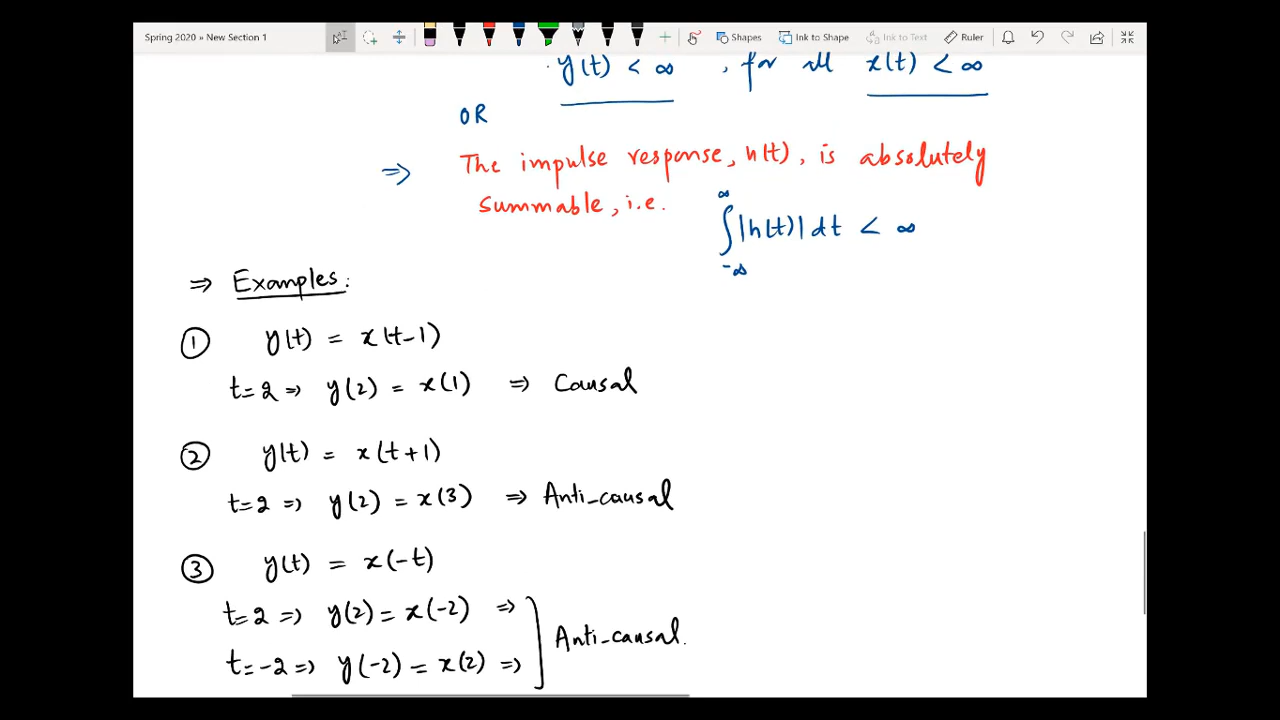 Spring 2020 » New Section 1
Shapes
Ink to Shape
Ink to Text
Ruler
y(t) < ∞ , for all x(t) < ∞
OR
⇒ The impulse response, h(t), is absolutely
summable, i.e. ∫_{-∞}^{∞} |h(t)| dt < ∞
⇒ Examples:
① y(t) = x(t-1)
t=2 ⇒ y(2) = x(1) ⇒ Causal
② y(t) = x(t+1)
t=2 ⇒ y(2) = x(3) ⇒ Anti-causal
③ y(t) = x(-t)
t=2 ⇒ y(2) = x(-2) ⇒
Anti-causal.
t=-2 ⇒ y(-2) = x(2) ⇒